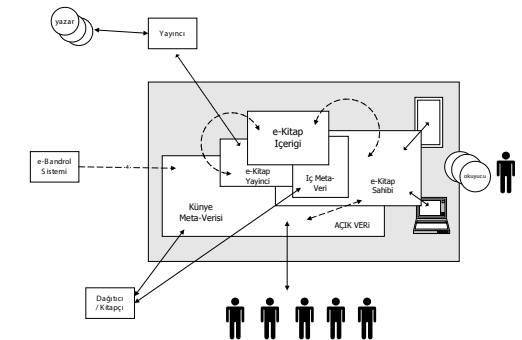 yazar
Yayıncı
e-Kitap
İçeriği
e-Bandrol
Sistemi
e-Kitap
Yayinci
İç Meta-
Veri
e-Kitap
Sahibi
okuyucu
Künye
Meta-Verisi
AÇIK VERi
Dağıtıcı
/ Kitapçı